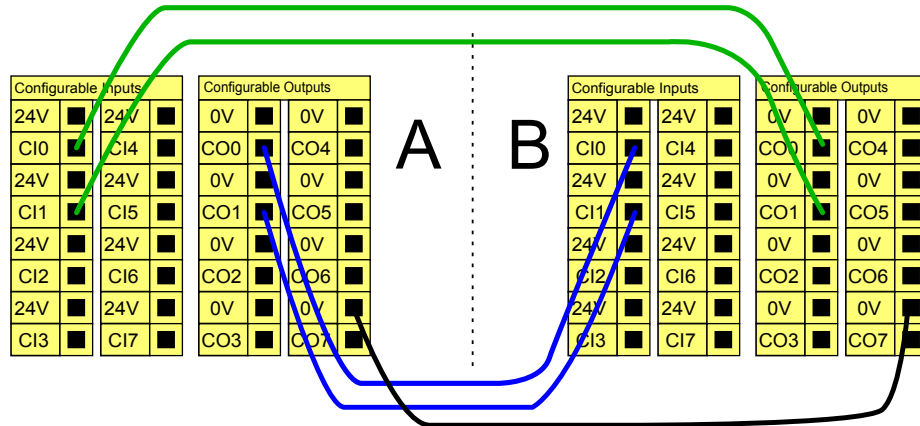 Configurable Inputs
24V 24V
CI0 CI4
24V 24V
CI1 CI5
24V 24V
CI2 CI6
24V 24V
CI3 CI7
Configurable Outputs
0V 0V
CO0 CO4
0V 0V
CO1 CO5
0V 0V
CO2 CO6
0V 0V
CO3 CO7
A
B
Configurable Inputs
24V 24V
CI0 CI4
24V 24V
CI1 CI5
24V 24V
CI2 CI6
24V 24V
CI3 CI7
Configurable Outputs
0V 0V
CO0 CO4
0V 0V
CO1 CO5
0V 0V
CO2 CO6
0V 0V
CO3 CO7